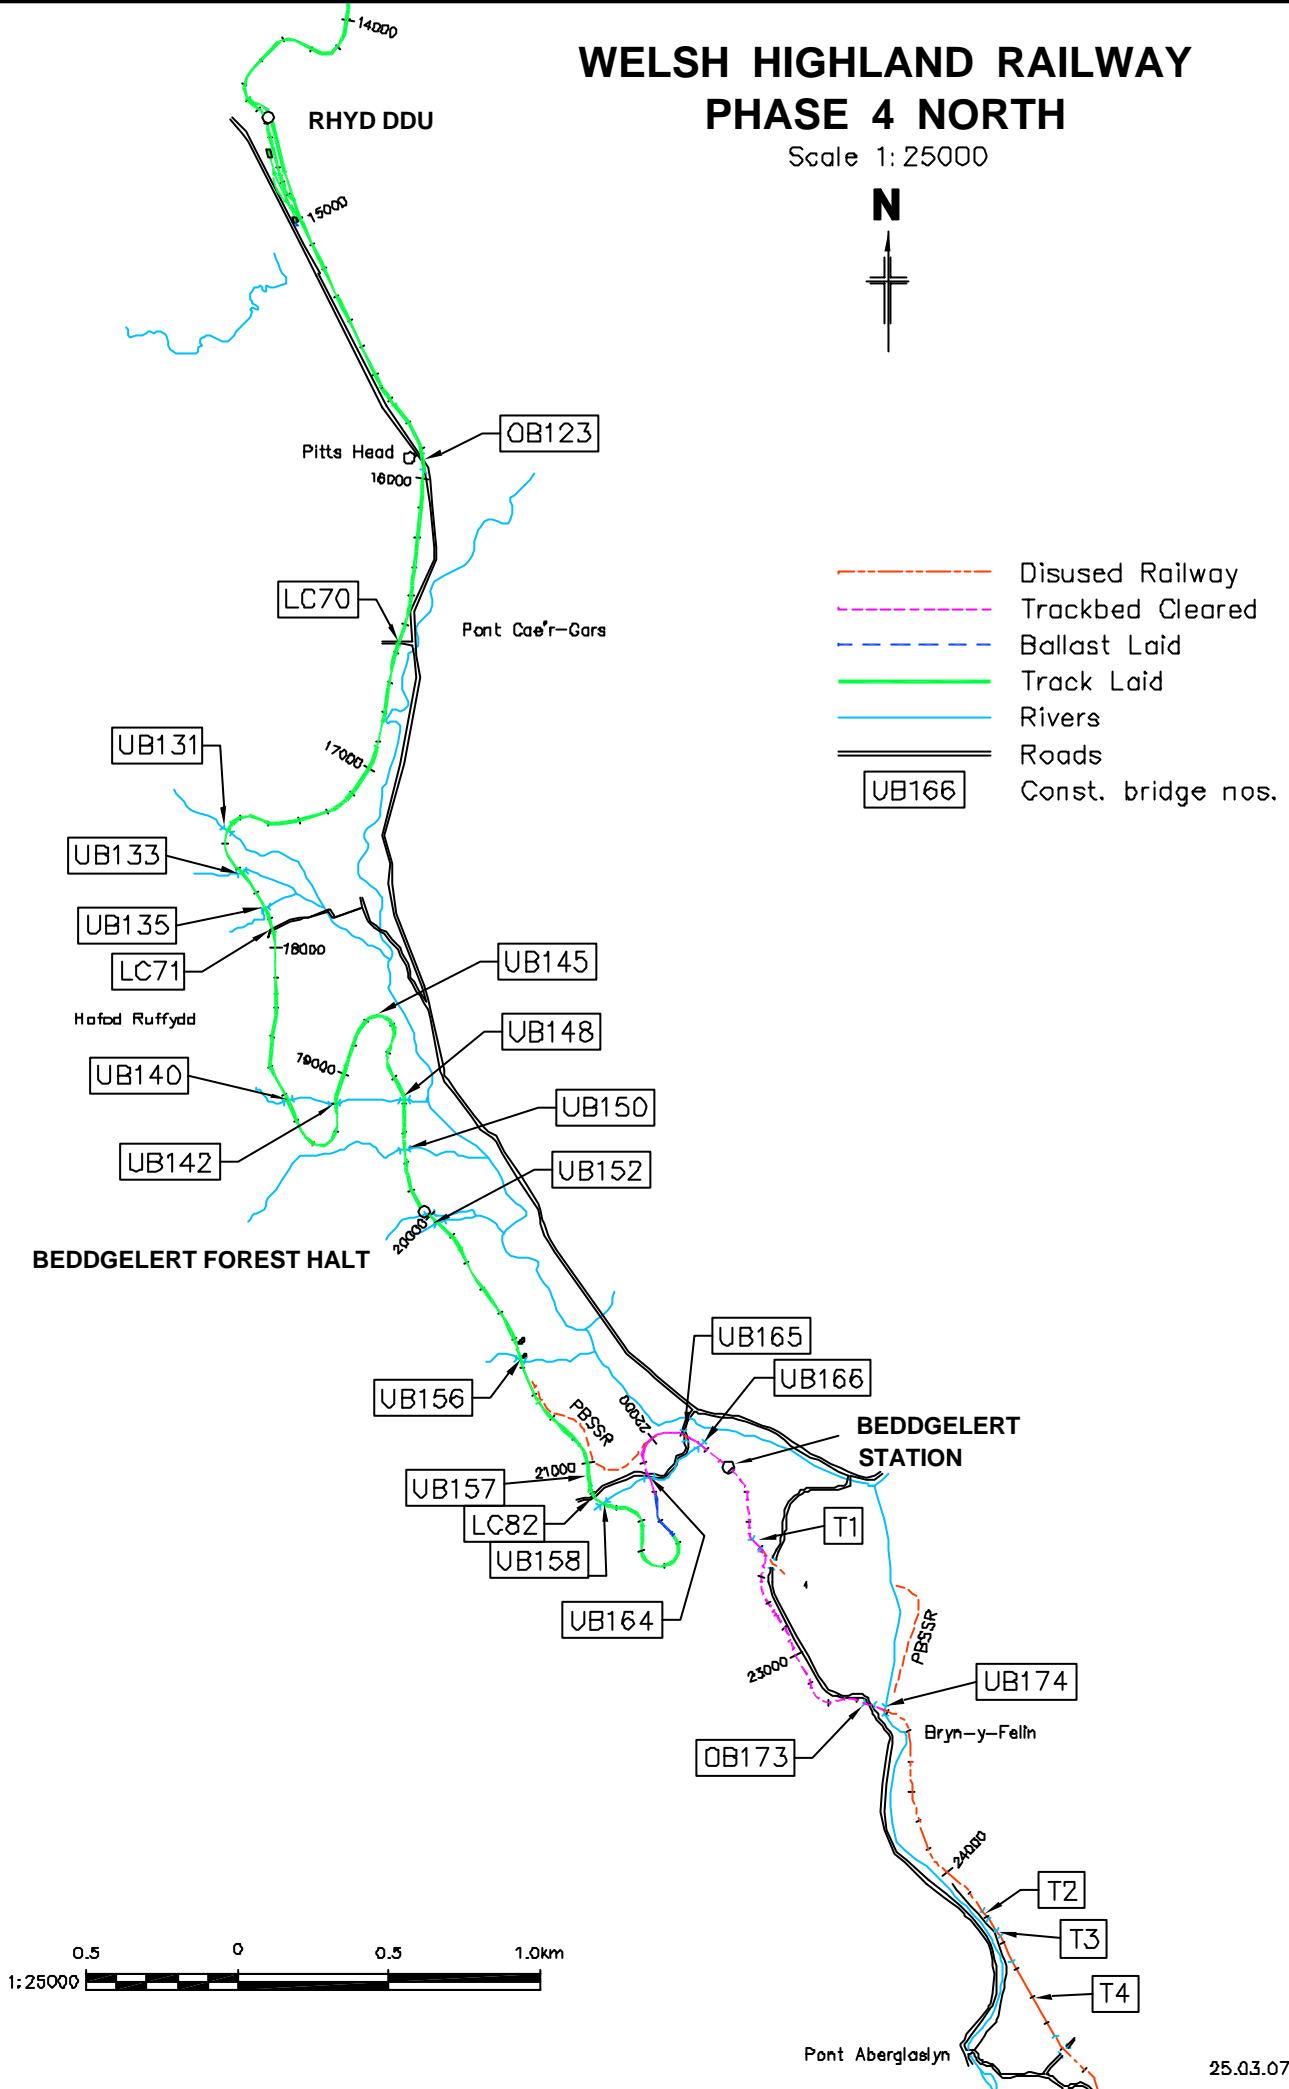 WELSH HIGHLAND RAILWAY
PHASE 4 NORTH
Scale 1:25000
N
14000
RHYD DDU
15000
OB123
Pitts Head
16000
LC70
Pont Cae'r-Gors
Disused Railway
Trackbed Cleared
Ballast Laid
Track Laid
Rivers
Roads
UB166 Const. bridge nos.
UB131
17000
UB133
UB135
LC71
18000
UB145
Hafod Ruffydd
UB148
19000
UB140
UB150
UB142
UB152
20000
BEDDGELERT FOREST HALT
UB165
UB166
UB156
PBSSR
22000
BEDDGELERT
STATION
21000
UB157
LC82
UB158
T1
UB164
PBSSR
23000
UB174
Bryn-y-Felin
OB173
24000
T2
T3
T4
0.5 0 0.5 1.0km
1:25000
Pont Aberglaslyn
25.03.07